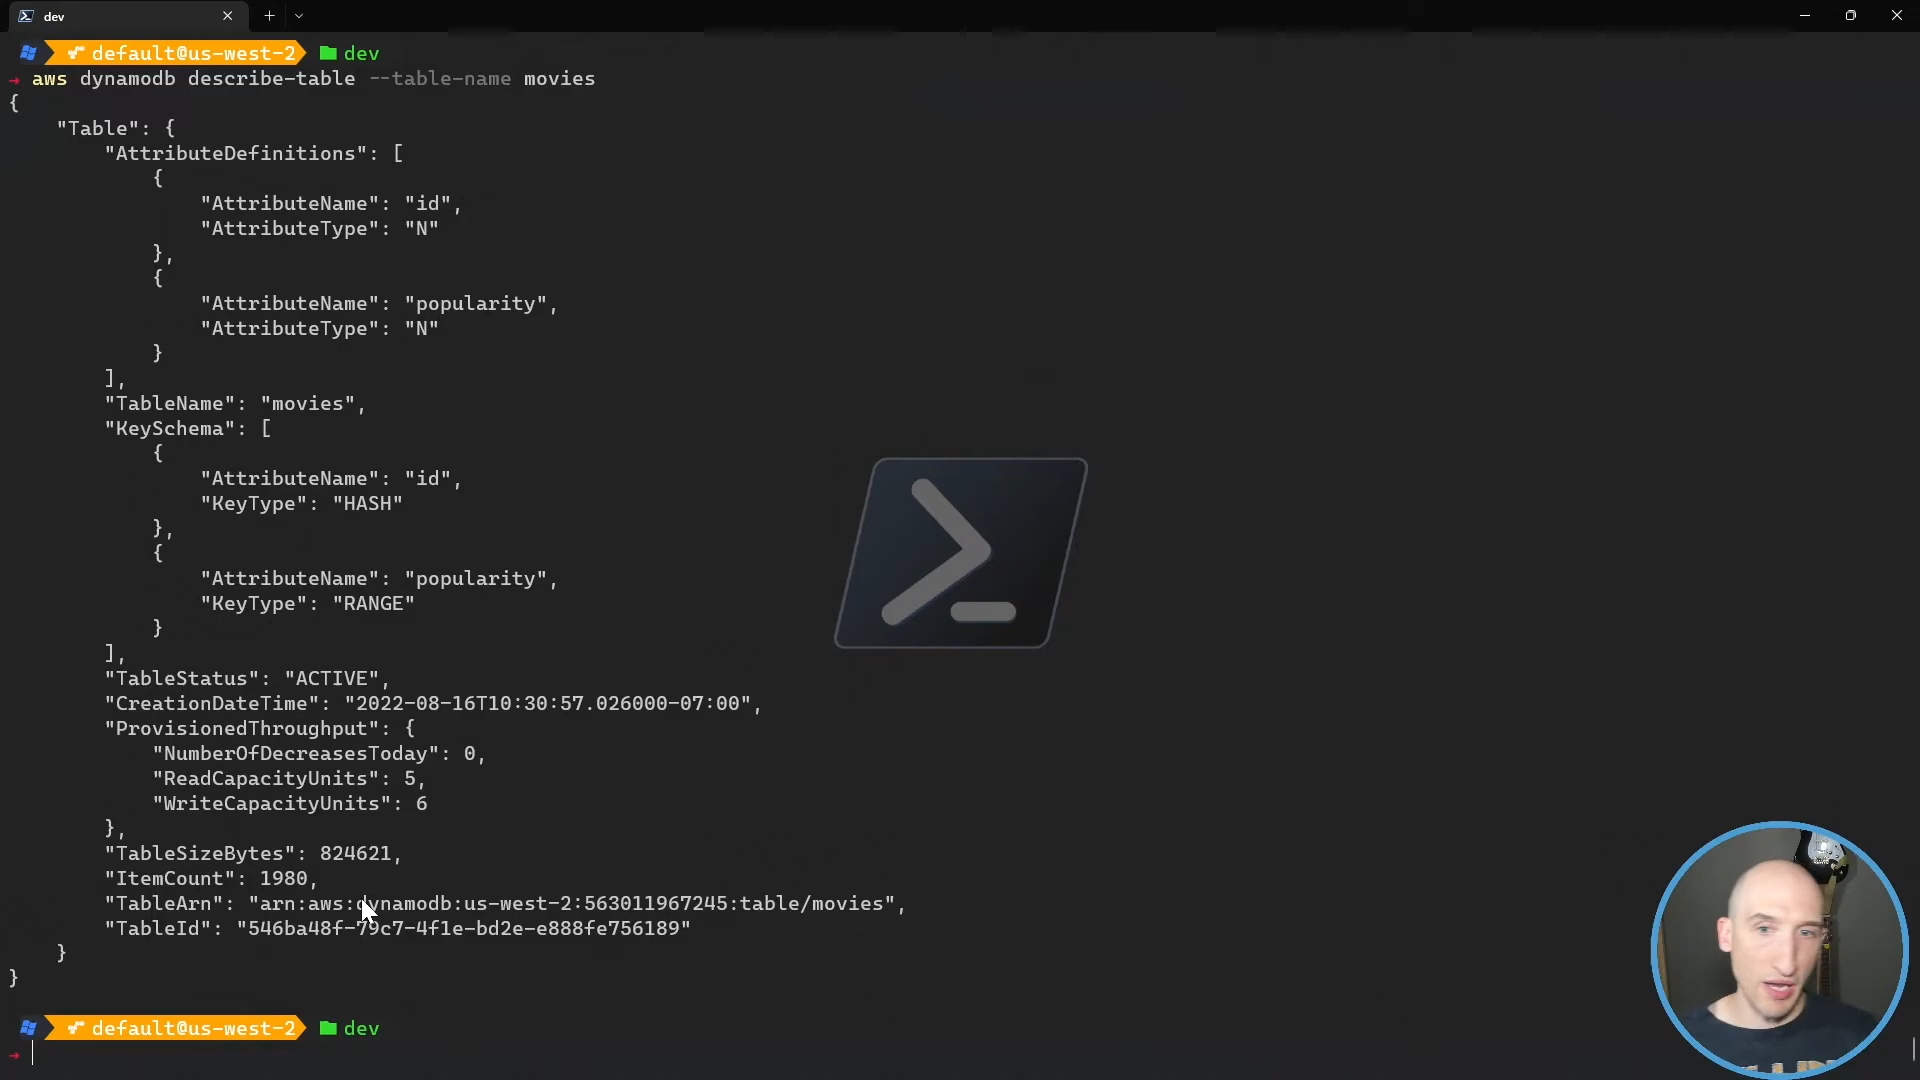 dev
default@us-west-2 dev
→ aws dynamodb describe-table --table-name movies
{
    "Table": {
        "AttributeDefinitions": [
            {
                "AttributeName": "id",
                "AttributeType": "N"
            },
            {
                "AttributeName": "popularity",
                "AttributeType": "N"
            }
        ],
        "TableName": "movies",
        "KeySchema": [
            {
                "AttributeName": "id",
                "KeyType": "HASH"
            },
            {
                "AttributeName": "popularity",
                "KeyType": "RANGE"
            }
        ],
        "TableStatus": "ACTIVE",
        "CreationDateTime": "2022-08-16T10:30:57.026000-07:00",
        "ProvisionedThroughput": {
            "NumberOfDecreasesToday": 0,
            "ReadCapacityUnits": 5,
            "WriteCapacityUnits": 6
        },
        "TableSizeBytes": 824621,
        "ItemCount": 1980,
        "TableArn": "arn:aws:dynamodb:us-west-2:563011967245:table/movies",
        "TableId": "546ba48f-79c7-4f1e-bd2e-e888fe756189"
    }
}
default@us-west-2 dev
→